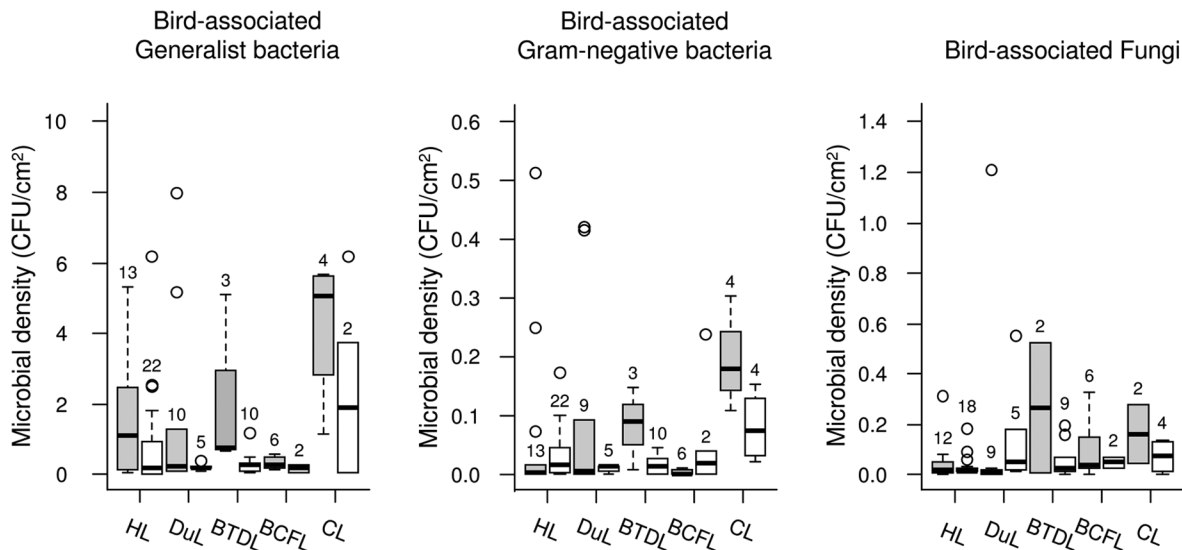 Bird-associated
Generalist bacteria
Microbial density (CFU/cm²)
10
8
6
4
2
0
13
22
10
5
3
10
6
2
4
2
HL
DuL
BTDL
BCFL
CL
Bird-associated
Gram-negative bacteria
Microbial density (CFU/cm²)
0.6
0.5
0.4
0.3
0.2
0.1
0.0
13
22
9
5
3
10
6
2
4
4
HL
DuL
BTDL
BCFL
CL
Bird-associated Fungi
Microbial density (CFU/cm²)
1.4
1.2
1.0
0.8
0.6
0.4
0.2
0.0
12
18
9
5
2
9
6
2
2
4
HL
DuL
BTDL
BCFL
CL